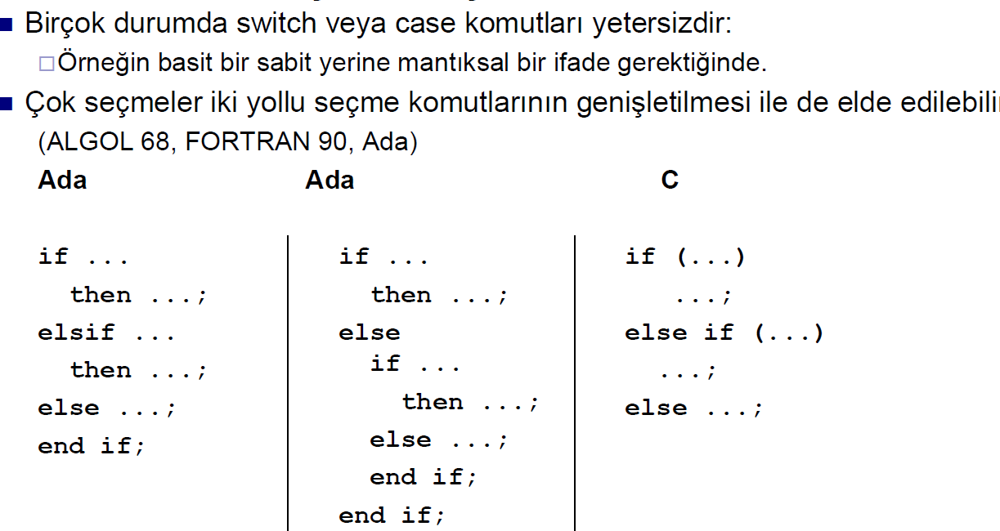 Birçok durumda switch veya case komutları yetersizdir:
Örneğin basit bir sabit yerine mantıksal bir ifade gerektiğinde.
Çok seçmeler iki yollu seçme komutlarının genişletilmesi ile de elde
(ALGOL 68, FORTRAN 90, Ada)
Ada
if ...
then ...;
elsif ...
then ...;
else ...;
end if;
Ada
if ...
then ...;
else
if ...
then ...;
else ...;
end if;
end if;
C
if (...)
...;
else if (...)
...;
else ...;